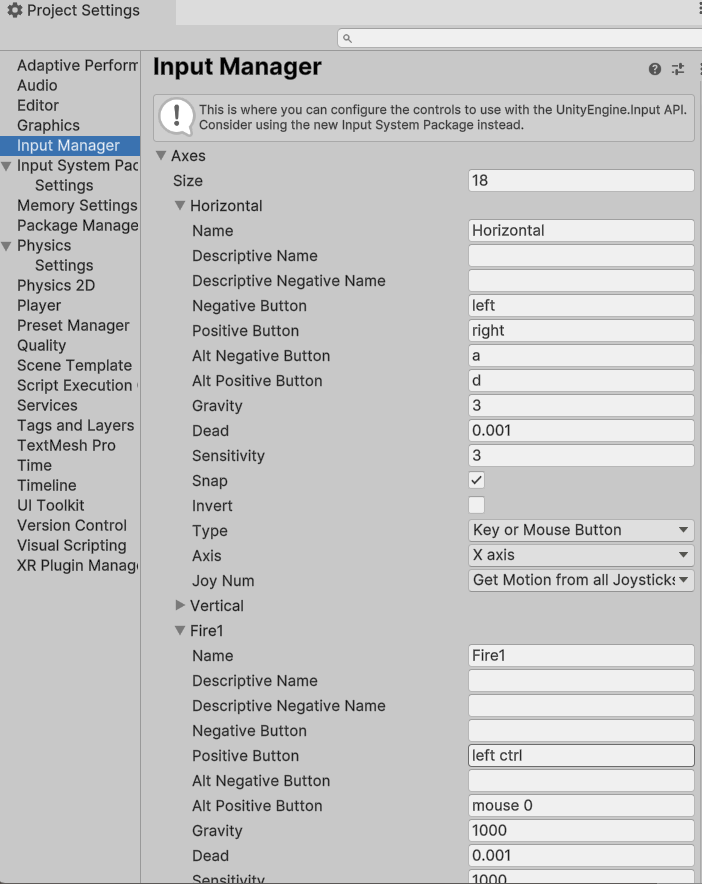 Project Settings
Adaptive Perform
Audio
Editor
Graphics
Input Manager
Input System Pac
Settings
Memory Settings
Package Manage
Physics
Settings
Physics 2D
Player
Preset Manager
Quality
Scene Template
Script Execution
Services
Tags and Layers
TextMesh Pro
Time
Timeline
UI Toolkit
Version Control
Visual Scripting
XR Plugin Manag
Input Manager
This is where you can configure the controls to use with the UnityEngine.Input API.
Consider using the new Input System Package instead.
Axes
Size 18
Horizontal
Name Horizontal
Descriptive Name
Descriptive Negative Name
Negative Button left
Positive Button right
Alt Negative Button a
Alt Positive Button d
Gravity 3
Dead 0.001
Sensitivity 3
Snap
Invert
Type Key or Mouse Button
Axis X axis
Joy Num Get Motion from all Joysticks
Vertical
Fire1
Name Fire1
Descriptive Name
Descriptive Negative Name
Negative Button
Positive Button left ctrl
Alt Negative Button
Alt Positive Button mouse 0
Gravity 1000
Dead 0.001
Sensitivity 1000